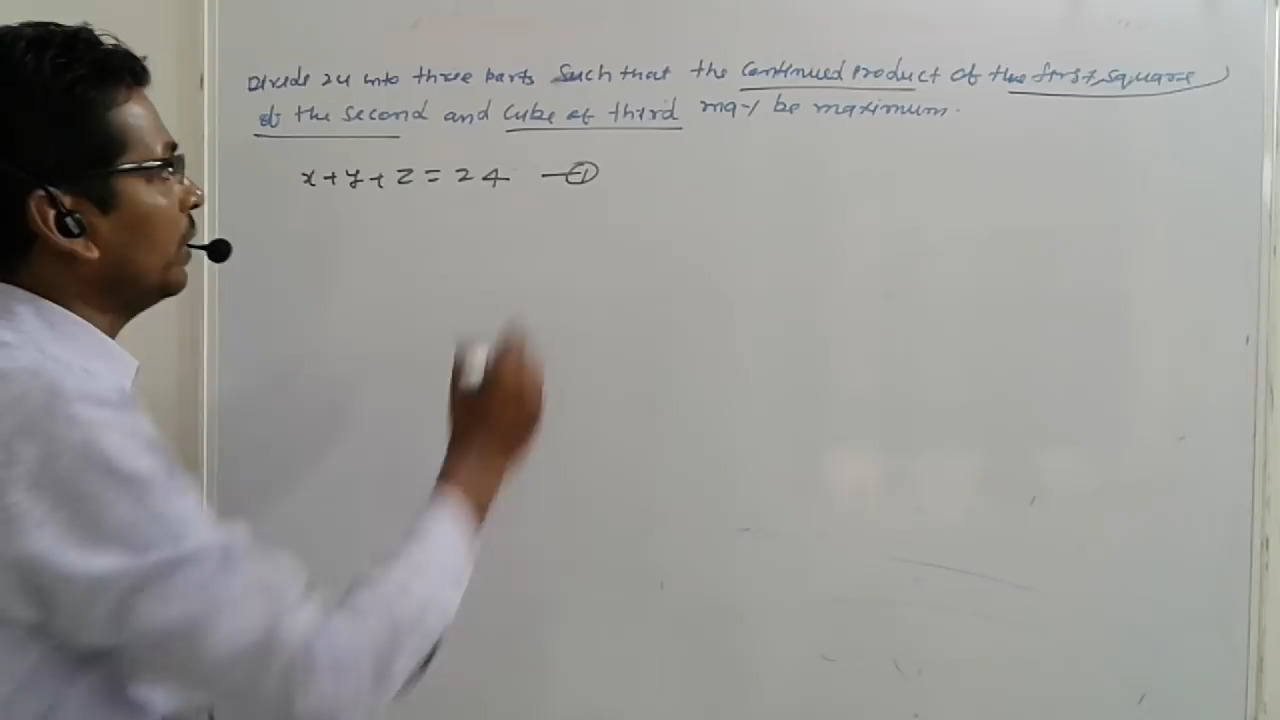 Divide 24 into three parts such that the continued product of the first, square
of the second and cube of third may be maximum.
x+y+z=24 —①